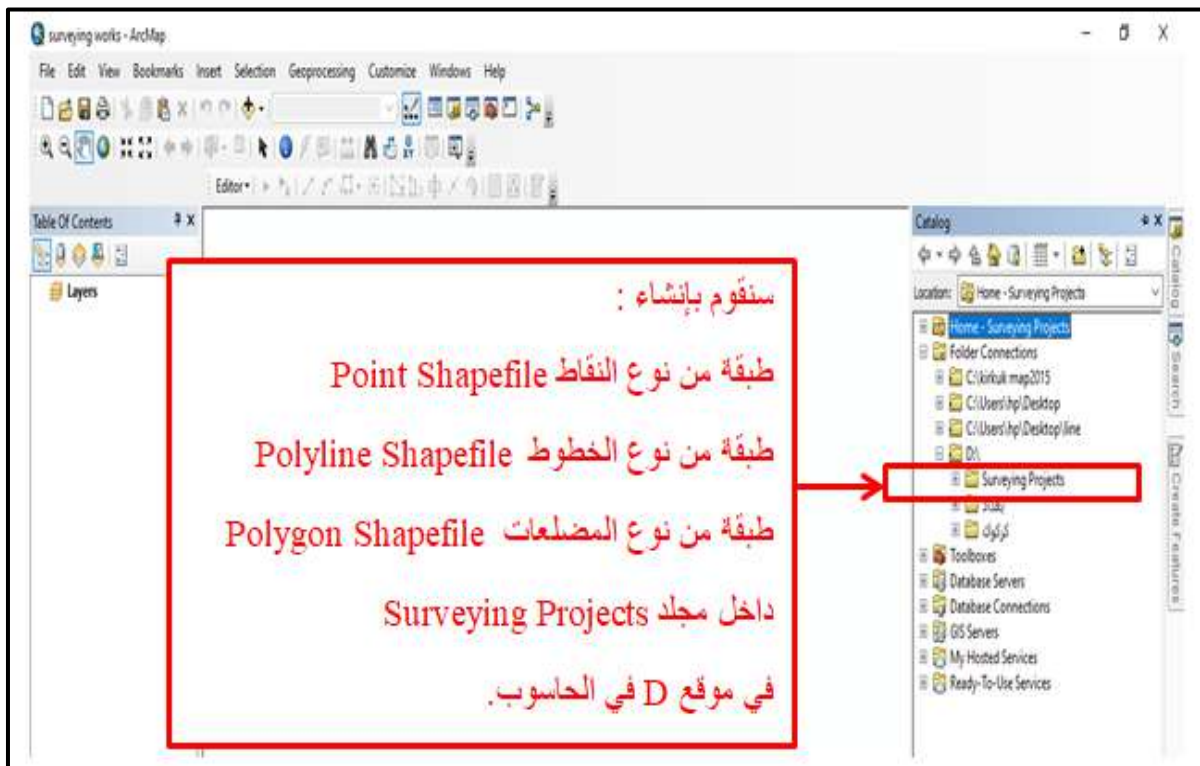 surveying works - ArcMap
File Edit View Bookmarks Insert Selection Geoprocessing Customize Windows Help
Editor
Table Of Contents
Layers
سنقوم بإنشاء :
طبقة من نوع النقاط Point Shapefile
طبقة من نوع الخطوط Polyline Shapefile
طبقة من نوع المضلعات Polygon Shapefile
داخل مجلد Surveying Projects
في موقع D في الحاسوب.
Catalog
Location: Home - Surveying Projects
Home - Surveying Projects
Folder Connections
C:\kirkuk map2015
C:\Users\hp\Desktop
C:\Users\hp\Desktop\line
D:\
Surveying Projects
كركوك
Toolboxes
Database Servers
Database Connections
GIS Servers
My Hosted Services
Ready-To-Use Services
Catalog
Search
Create Features